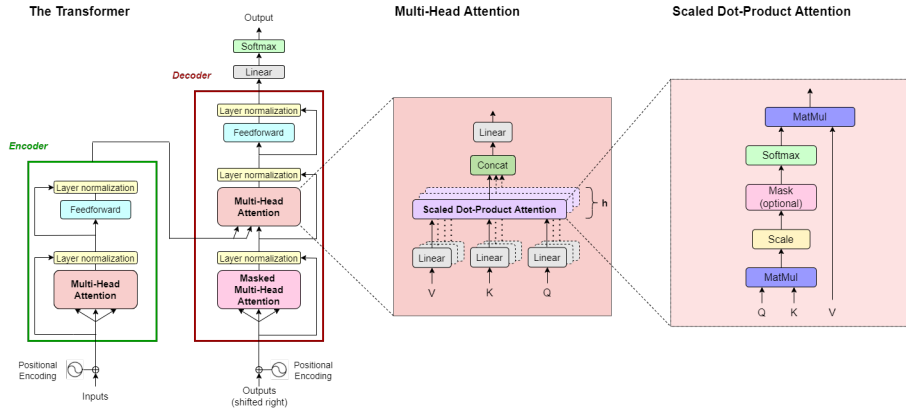 The Transformer
Multi-Head Attention
Scaled Dot-Product Attention
Output
Softmax
Linear
Decoder
Layer normalization
Feedforward
Layer normalization
Multi-Head
Attention
Layer normalization
Masked
Multi-Head
Attention
Positional
Encoding
Outputs
(shifted right)
Encoder
Layer normalization
Feedforward
Layer normalization
Multi-Head
Attention
Positional
Encoding
Inputs
Linear
Concat
Scaled Dot-Product Attention
h
Linear
Linear
Linear
V
K
Q
MatMul
Softmax
Mask
(optional)
Scale
MatMul
Q
K
V